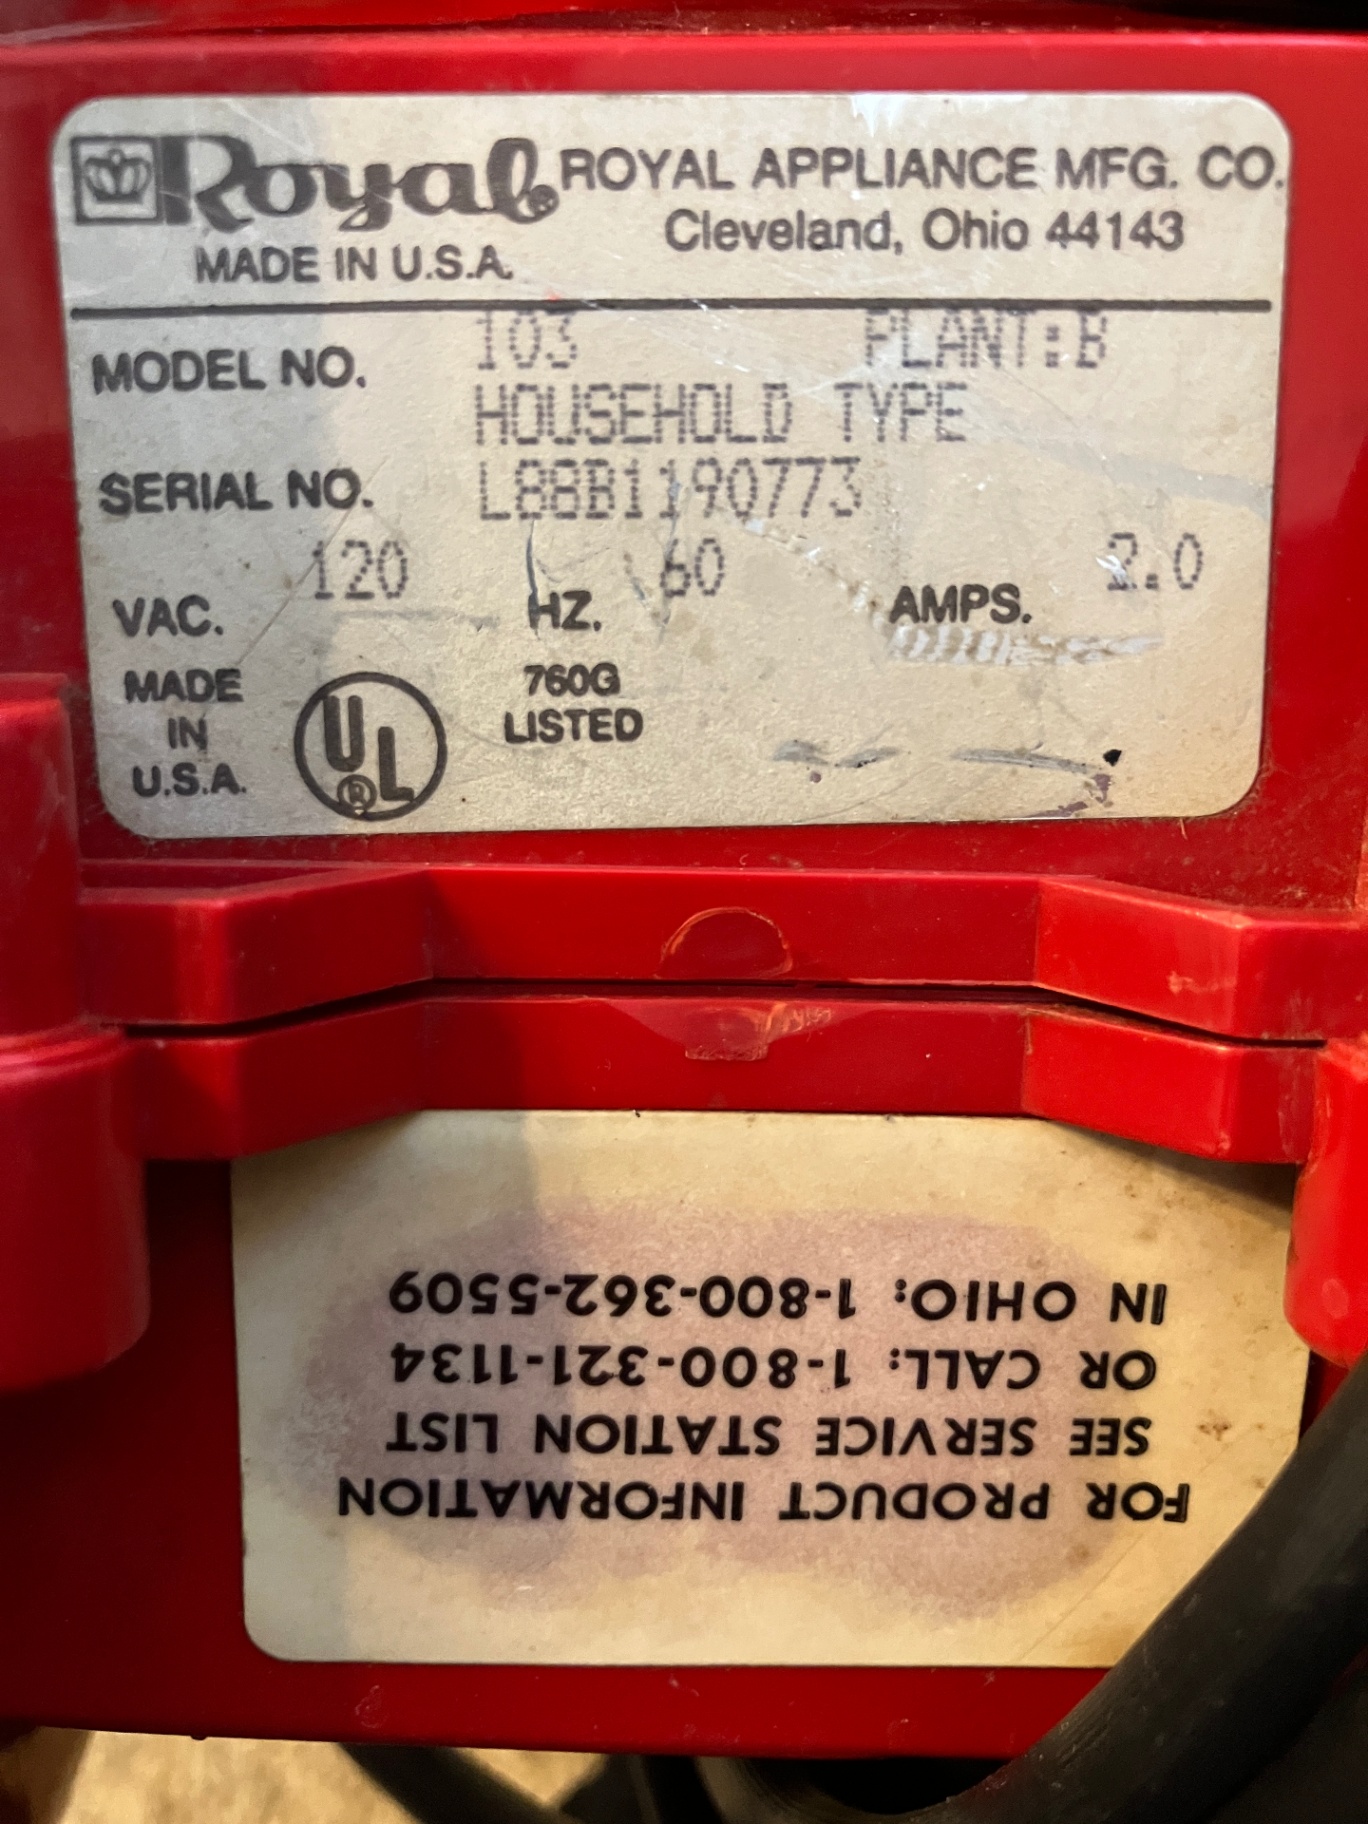 Royal® ROYAL APPLIANCE MFG. CO.
MADE IN U.S.A. Cleveland, Ohio 44143
MODEL NO. 103 PLANT:B
HOUSEHOLD TYPE
SERIAL NO. L88B1190773
VAC. 120 HZ. 60 AMPS. 2.0
MADE
IN
U.S.A.
UL®
760G
LISTED
FOR PRODUCT INFORMATION
SEE SERVICE STATION LIST
OR CALL: 1-800-321-1134
IN OHIO: 1-800-362-5509